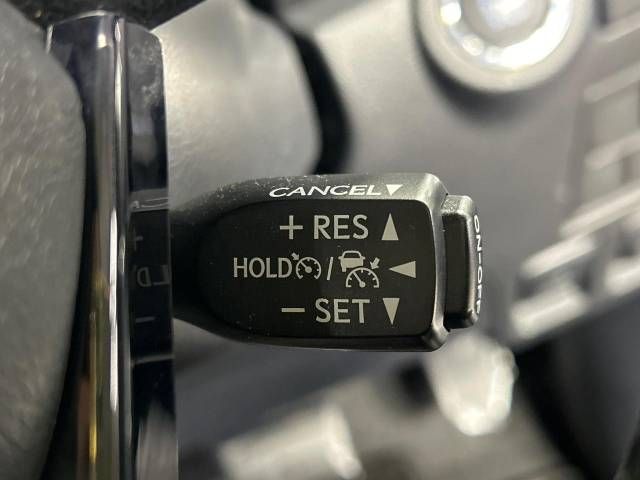 CANCEL▼
+ RES ▲
HOLD / ◀
− SET ▼
ON·OFF